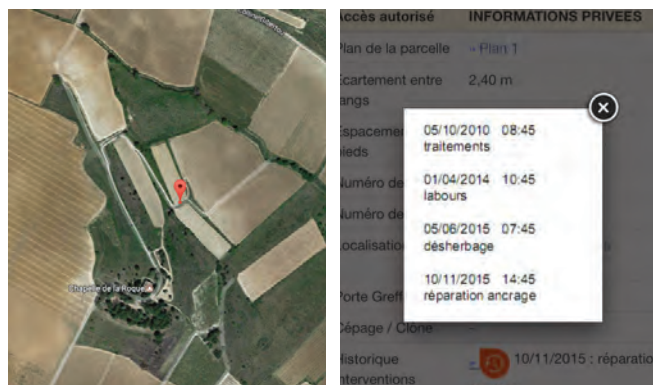 Chapelle de la Roque
Accès autorisé INFORMATIONS PRIVEES
Plan de la parcelle - Plan 1
Ecartement entre 2,40 m
rangs
05/10/2010 08:45
traitements
01/04/2014 10:45
labours
05/06/2015 07:45
désherbage
10/11/2015 14:45
réparation ancrage
Numéro de
Numéro de
Porte Greff
Cépage / Clone -
Historique 10/11/2015 : réparatio
interventions